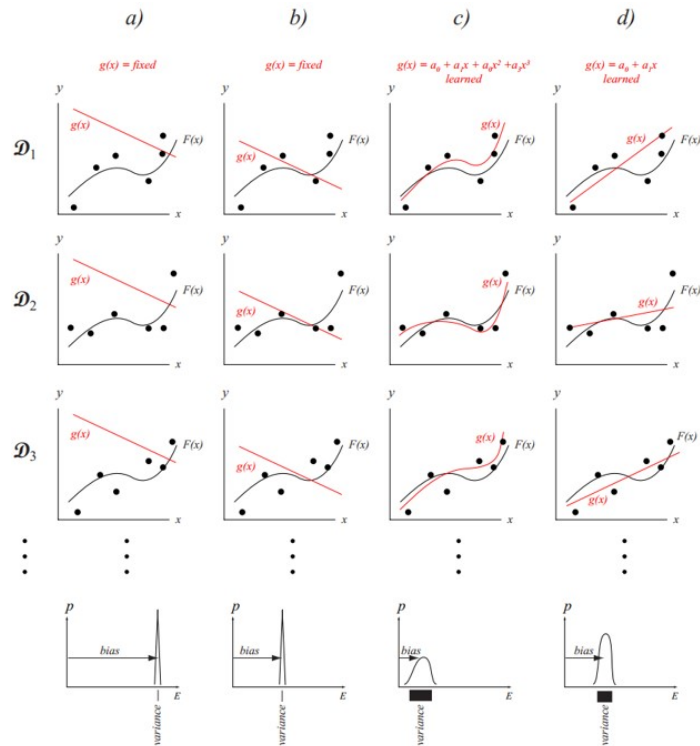 a) b) c) d)
g(x) = fixed g(x) = fixed g(x) = a₀ + a₁x + a₀x² +a₃x³ g(x) = a₀ + a₁x
learned learned
y y y y
g(x) F(x) g(x) F(x) g(x) F(x) g(x) F(x)
𝒟₁
x x x x
y y y y
g(x) F(x) g(x) F(x) g(x) F(x) g(x) F(x)
𝒟₂
x x x x
y y y y
g(x) F(x) g(x) F(x) g(x) F(x) g(x) F(x)
𝒟₃
x x x x
p p p p
bias bias bias bias
E E E E
variance variance variance variance